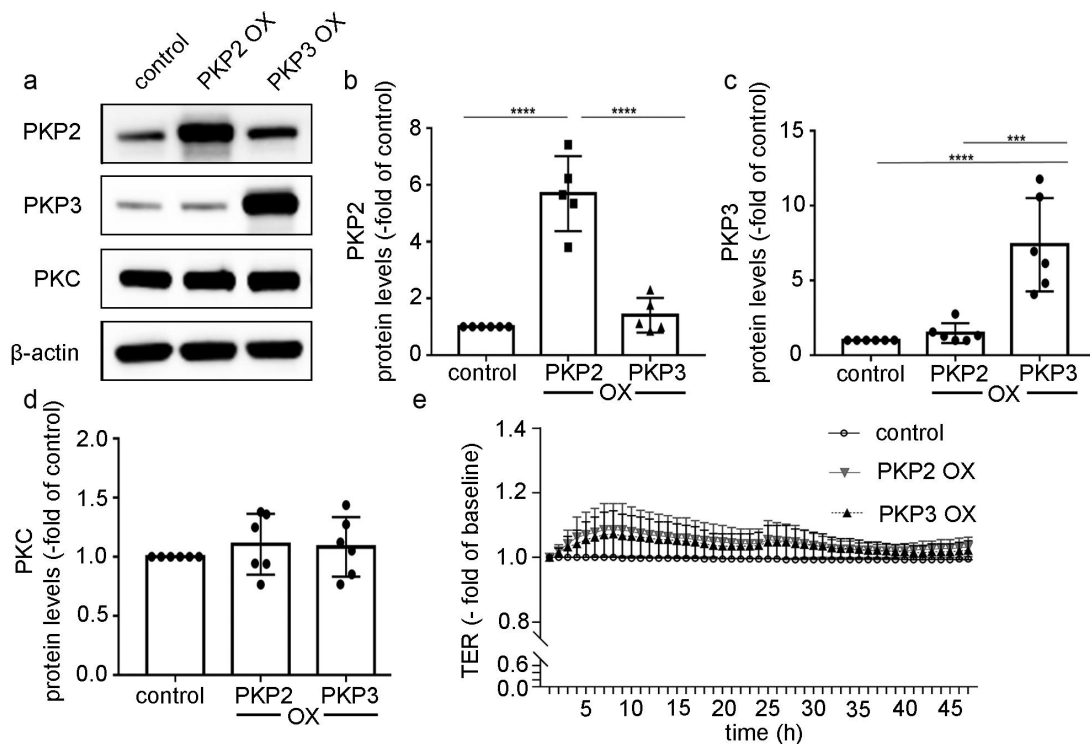 a
control
PKP2 OX
PKP3 OX
PKP2
PKP3
PKC
β-actin
b
PKP2
protein levels (-fold of control)
8
6
4
2
0
****
****
control
PKP2
PKP3
OX
c
PKP3
protein levels (-fold of control)
15
10
5
0
***
****
control
PKP2
PKP3
OX
d
PKC
protein levels (-fold of control)
2.0
1.5
1.0
0.5
0.0
control
PKP2
PKP3
OX
e
TER (- fold of baseline)
1.4
1.2
1.0
0.8
0.6
0.0
control
PKP2 OX
PKP3 OX
5 10 15 20 25 30 35 40 45
time (h)